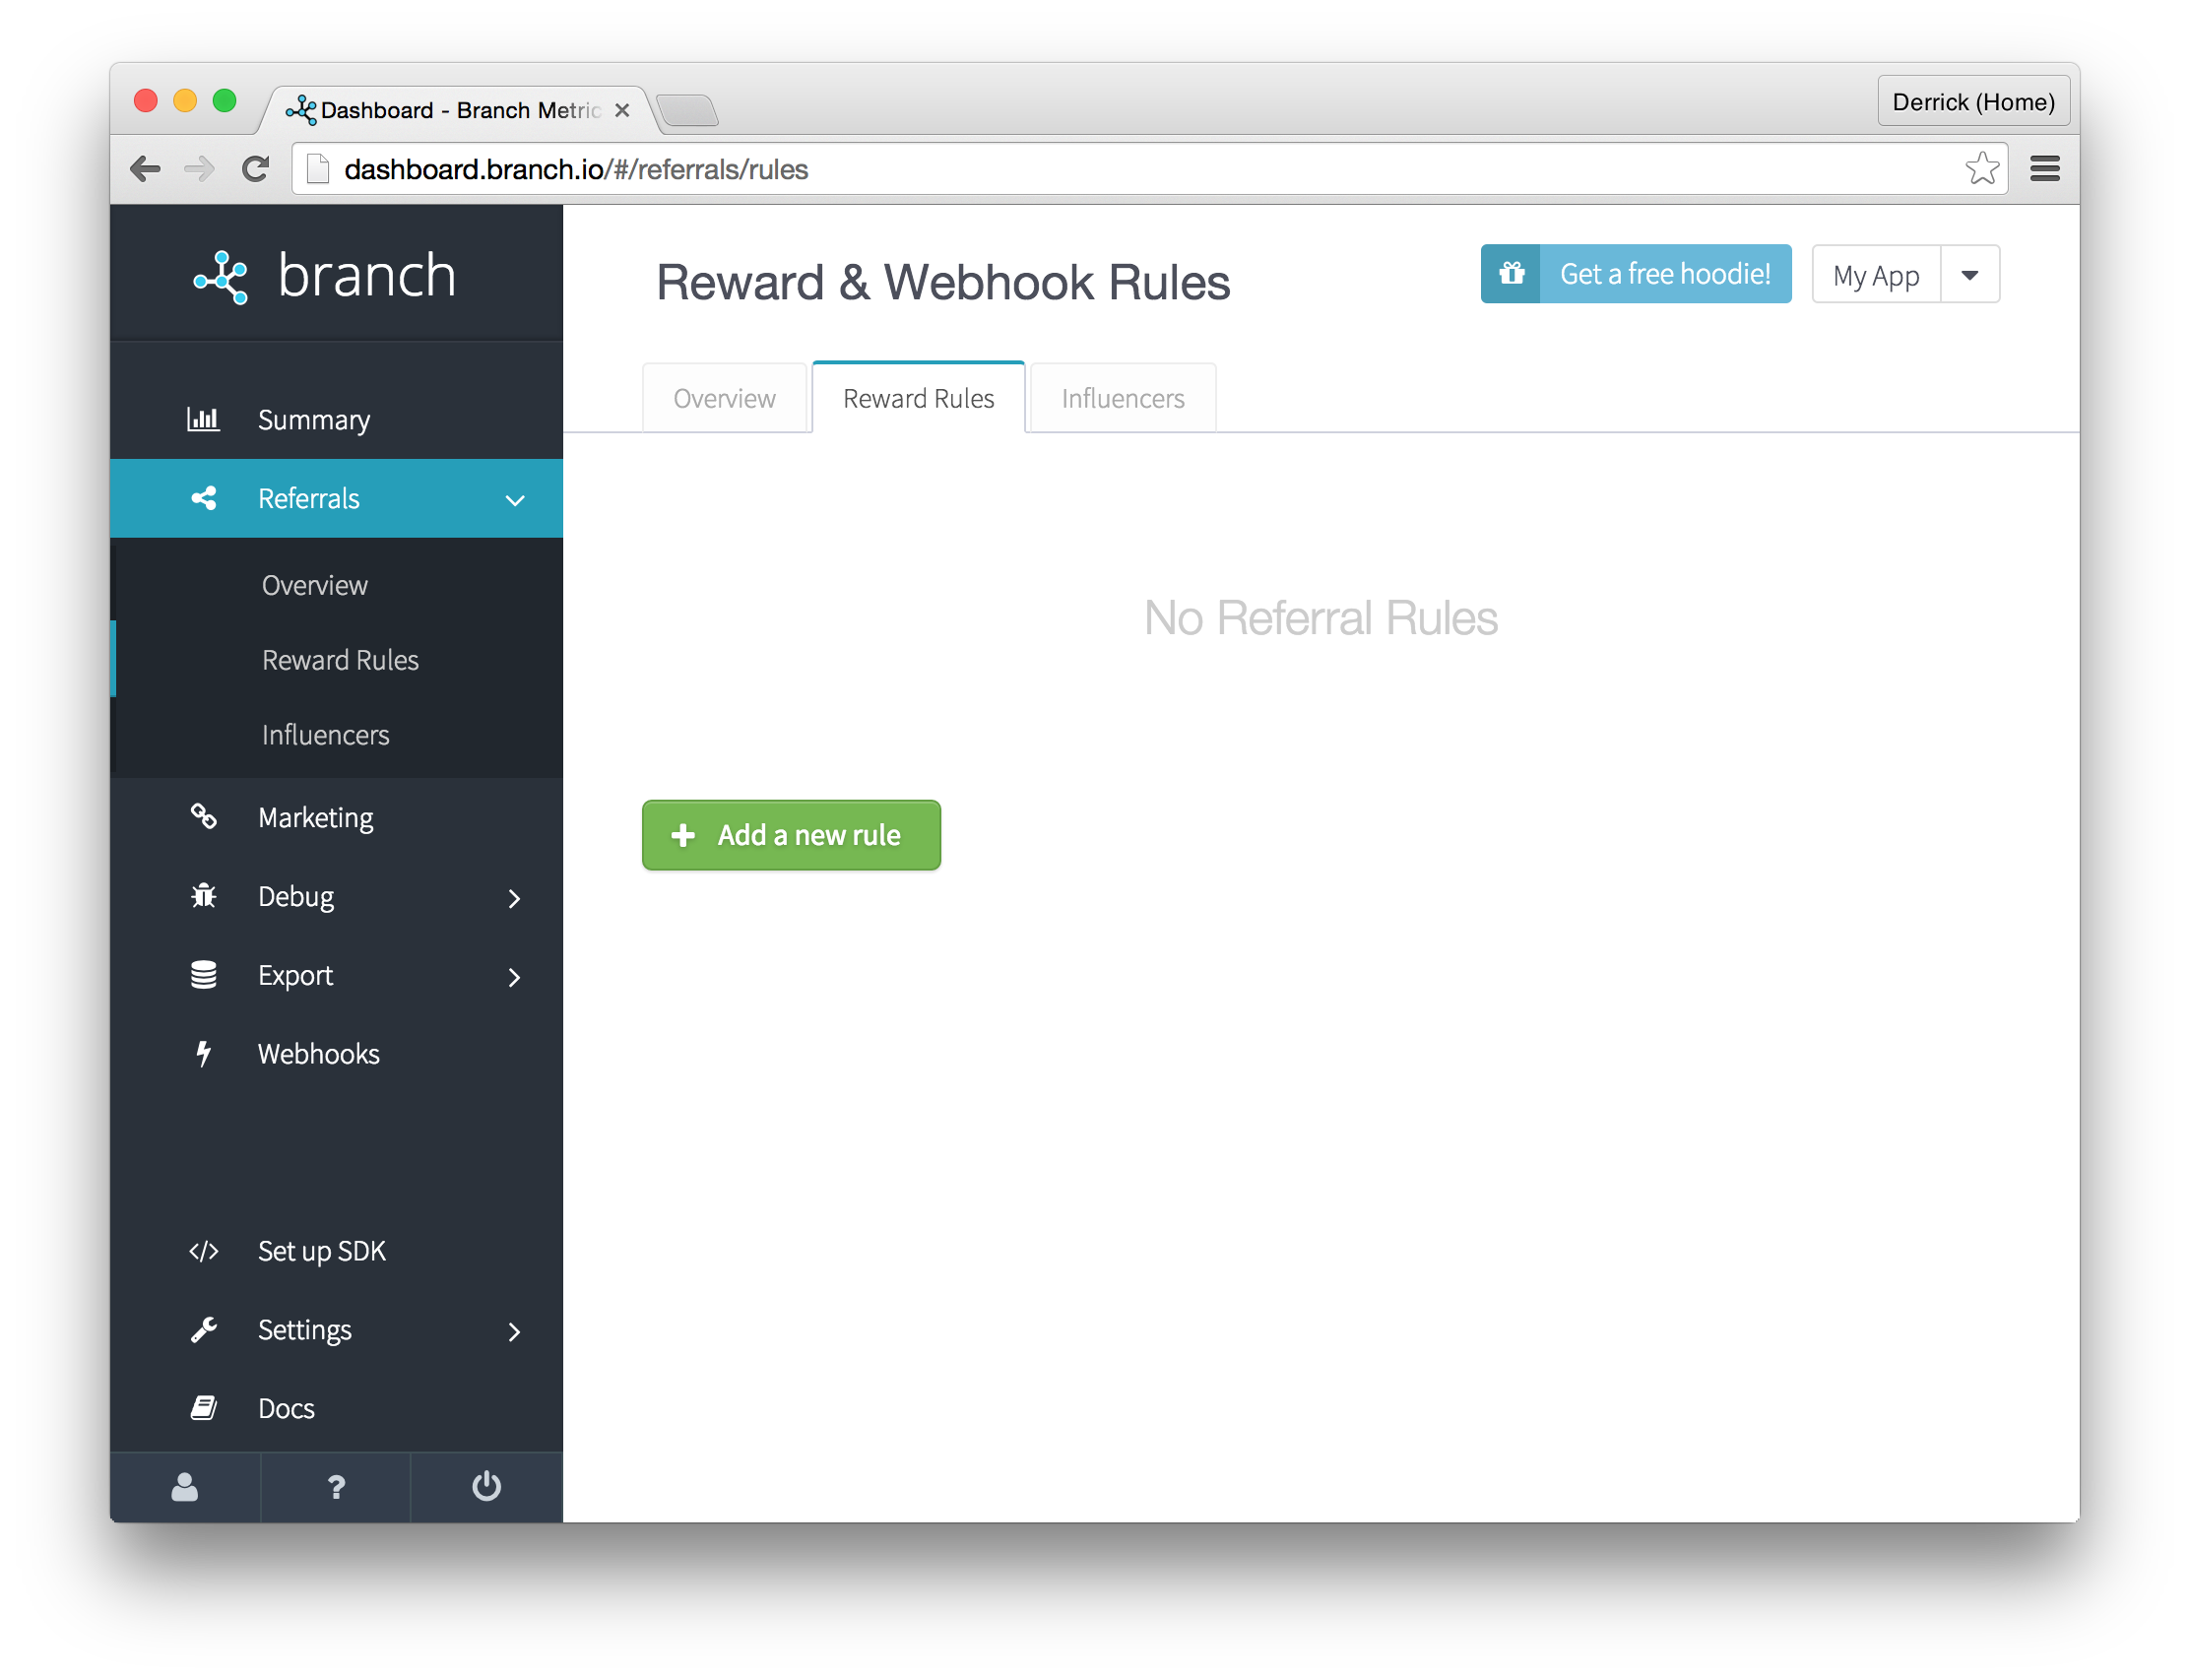 Dashboard - Branch Metric
Derrick (Home)
dashboard.branch.io/#/referrals/rules
branch
Summary
Referrals
Overview
Reward Rules
Influencers
Marketing
Debug
Export
Webhooks
Set up SDK
Settings
Docs
?
Reward & Webhook Rules
Get a free hoodie!
My App
Overview
Reward Rules
Influencers
No Referral Rules
Add a new rule